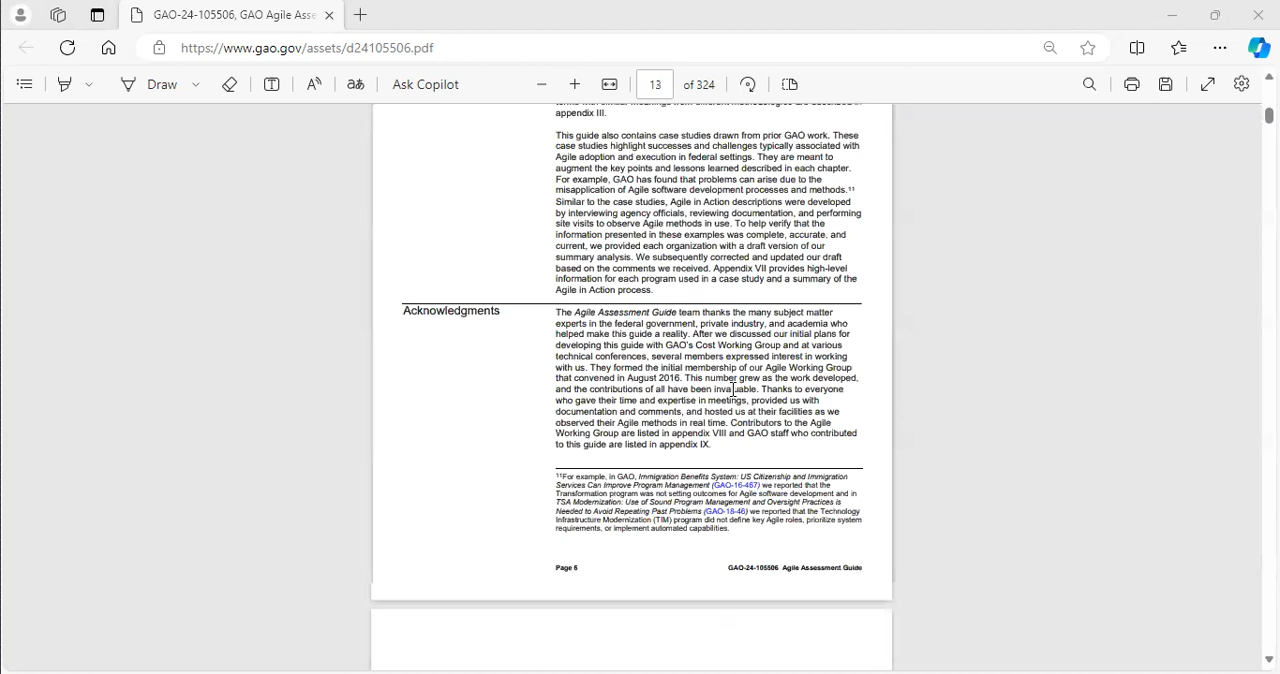 GAO-24-105506, GAO Agile Asse
https://www.gao.gov/assets/d24105506.pdf
Draw
Ask Copilot
13 of 324
terms with similar meanings from different methodologies are described in
appendix III.
This guide also contains case studies drawn from prior GAO work. These
case studies highlight successes and challenges typically associated with
Agile adoption and execution in federal settings. They are meant to
augment the key points and lessons learned described in each chapter.
For example, GAO has found that problems can arise due to the
misapplication of Agile software development processes and methods.¹¹
Similar to the case studies, Agile in Action descriptions were developed
by interviewing agency officials, reviewing documentation, and performing
site visits to observe Agile methods in use. To help verify that the
information presented in these examples was complete, accurate, and
current, we provided each organization with a draft version of our
summary analysis. We subsequently corrected and updated our draft
based on the comments we received. Appendix VII provides high-level
information for each program used in a case study and a summary of the
Agile in Action process.
Acknowledgments
The Agile Assessment Guide team thanks the many subject matter
experts in the federal government, private industry, and academia who
helped make this guide a reality. After we discussed our initial plans for
developing this guide with GAO's Cost Working Group and at various
technical conferences, several members expressed interest in working
with us. They formed the initial membership of our Agile Working Group
that convened in August 2016. This number grew as the work developed,
and the contributions of all have been invaluable. Thanks to everyone
who gave their time and expertise in meetings, provided us with
documentation and comments, and hosted us at their facilities as we
observed their Agile methods in real time. Contributors to the Agile
Working Group are listed in appendix VIII and GAO staff who contributed
to this guide are listed in appendix IX.
¹¹For example, in GAO, Immigration Benefits System: US Citizenship and Immigration
Services Can Improve Program Management (GAO-16-467) we reported that the
Transformation program was not setting outcomes for Agile software development and in
TSA Modernization: Use of Sound Program Management and Oversight Practices is
Needed to Avoid Repeating Past Problems (GAO-18-46) we reported that the Technology
Infrastructure Modernization (TIM) program did not define key Agile roles, prioritize system
requirements, or implement automated capabilities.
Page 6
GAO-24-105506 Agile Assessment Guide